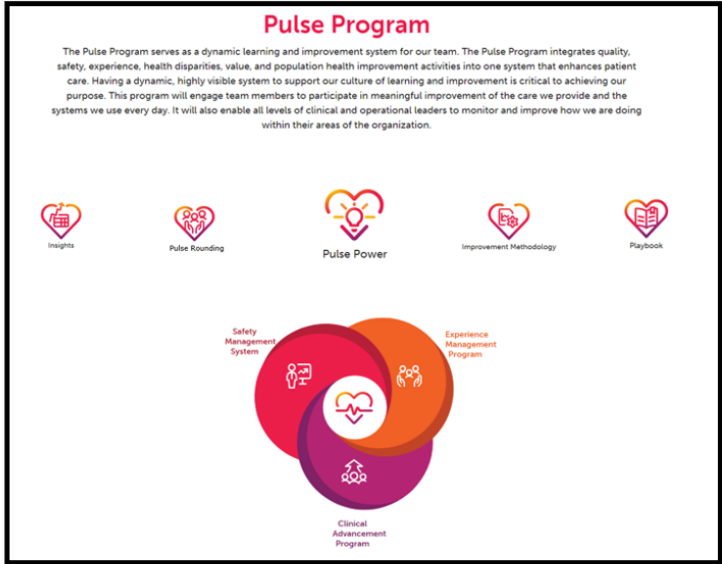 Pulse Program
The Pulse Program serves as a dynamic learning and improvement system for our team. The Pulse Program integrates quality,
safety, experience, health disparities, value, and population health improvement activities into one system that enhances patient
care. Having a dynamic, highly visible system to support our culture of learning and improvement is critical to achieving our
purpose. This program will engage team members to participate in meaningful improvement of the care we provide and the
systems we use every day. It will also enable all levels of clinical and operational leaders to monitor and improve how we are doing
within their areas of the organization.
Insights
Pulse Rounding
Pulse Power
Improvement Methodology
Playbook
Safety
Management
System
Experience
Management
Program
Clinical
Advancement
Program